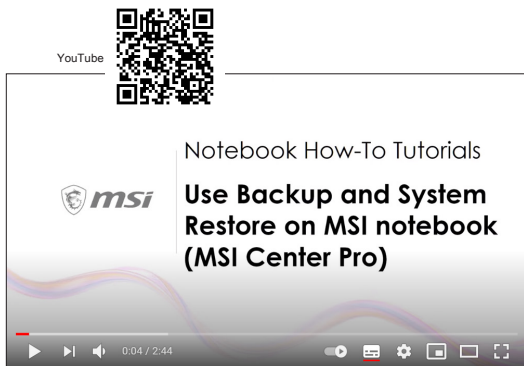 YouTube
Notebook How-To Tutorials
msi
Use Backup and System
Restore on MSI notebook
(MSI Center Pro)
0:04 / 2:44